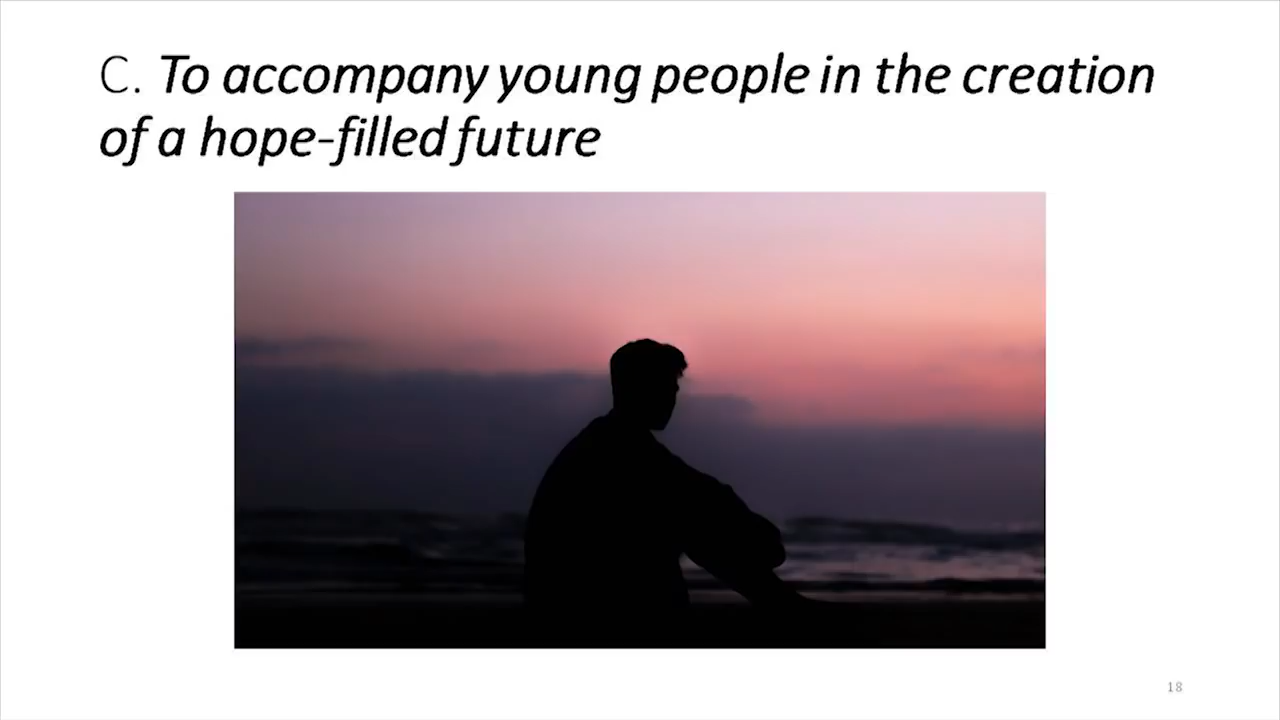 C. To accompany young people in the creation
of a hope-filled future
18